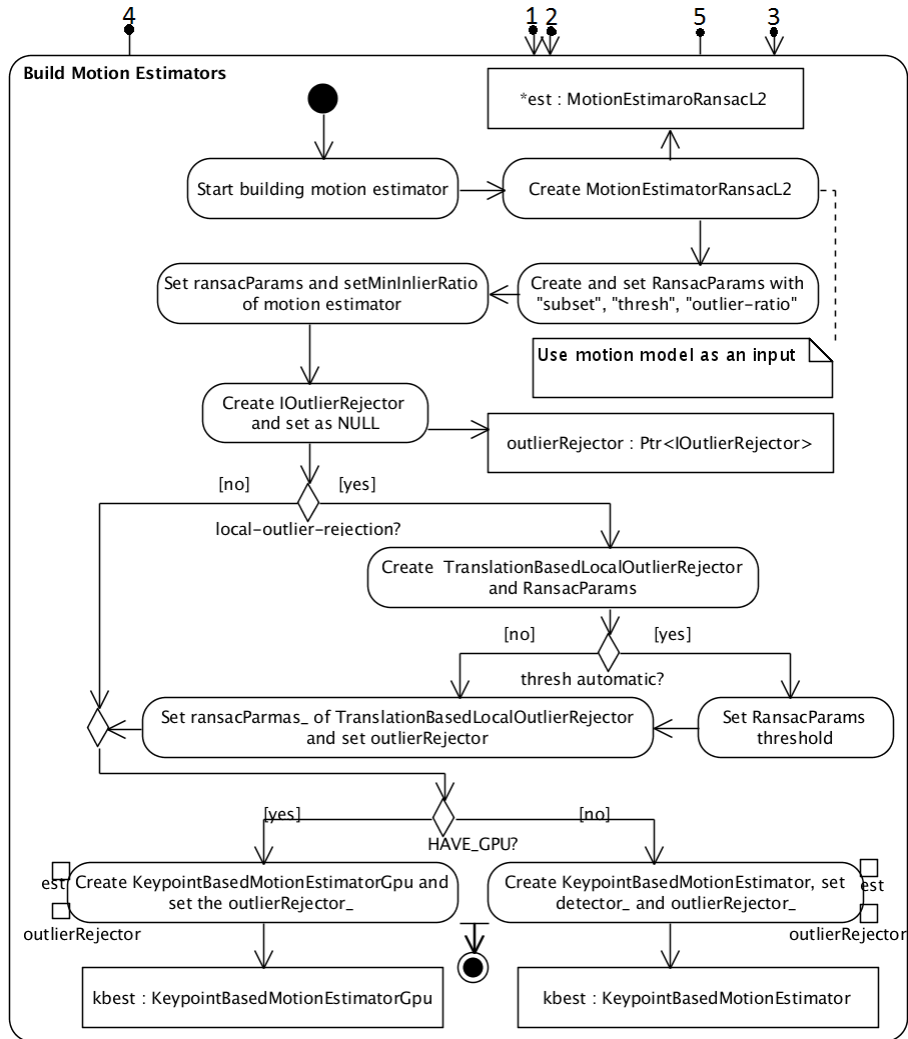 4
1
2
5
3
Build Motion Estimators
*est : MotionEstimaroRansacL2
Start building motion estimator
Create MotionEstimatorRansacL2
Set ransacParams and setMinInlierRatio
of motion estimator
Create and set RansacParams with
"subset", "thresh", "outlier-ratio"
Use motion model as an input
Create IOutlierRejector
and set as NULL
outlierRejector : Ptr<IOutlierRejector>
[no]
[yes]
local-outlier-rejection?
Create TranslationBasedLocalOutlierRejector
and RansacParams
[no]
[yes]
thresh automatic?
Set ransacParmas_ of TranslationBasedLocalOutlierRejector
and set outlierRejector
Set RansacParams
threshold
[yes]
[no]
HAVE_GPU?
est
Create KeypointBasedMotionEstimatorGpu and
set the outlierRejector_
Create KeypointBasedMotionEstimator, set
detector_ and outlierRejector_
est
outlierRejector
outlierRejector
kbest : KeypointBasedMotionEstimatorGpu
kbest : KeypointBasedMotionEstimator